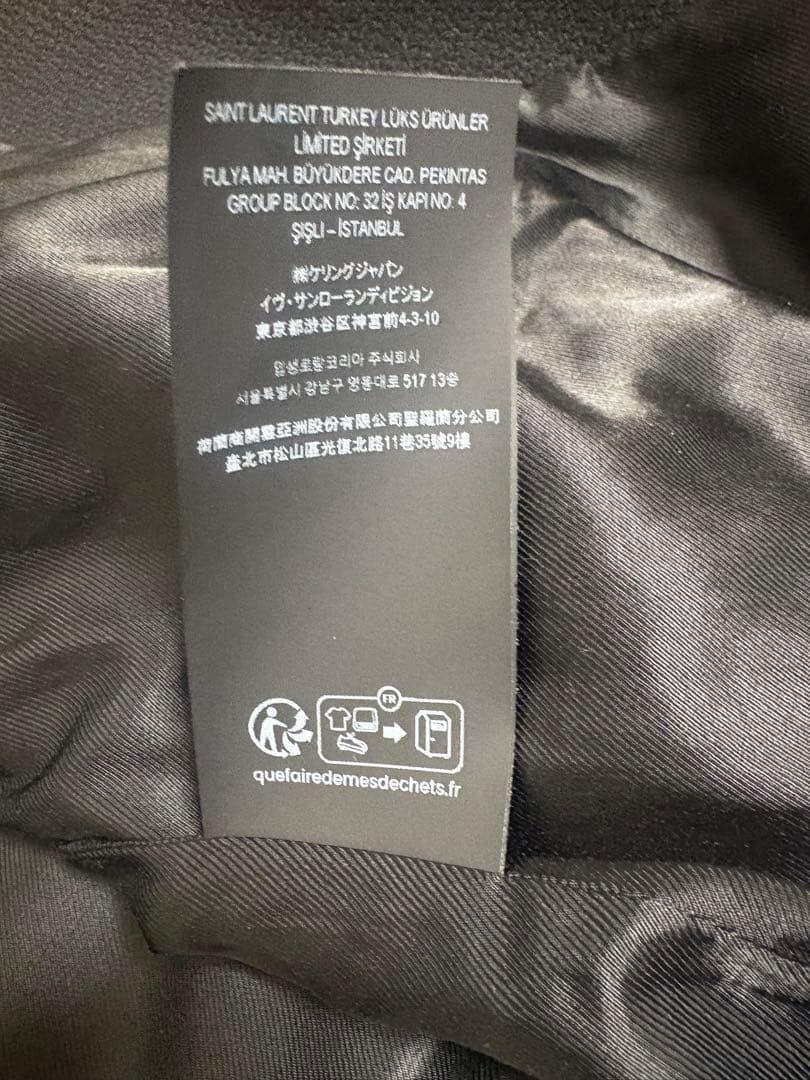 SAINT LAURENT TURKEY LÜKS ÜRÜNLER
LİMİTED ŞİRKETİ
FULYA MAH. BÜYÜKDERE CAD. PEKINTAS
GROUP BLOCK NO: 32 İŞ KAPI NO: 4
ŞIŞLI – İSTANBUL
㈱ケリングジャパン
イヴ・サンローランディビジョン
東京都渋谷区神宮前4-3-10
입생로랑코리아 주식회사
서울특별시 강남구 영동대로 517 13층
荷蘭商開雲亞洲股份有限公司聖羅蘭分公司
臺北市松山區光復北路11巷35號9樓
FR
quefairedemesdechets.fr